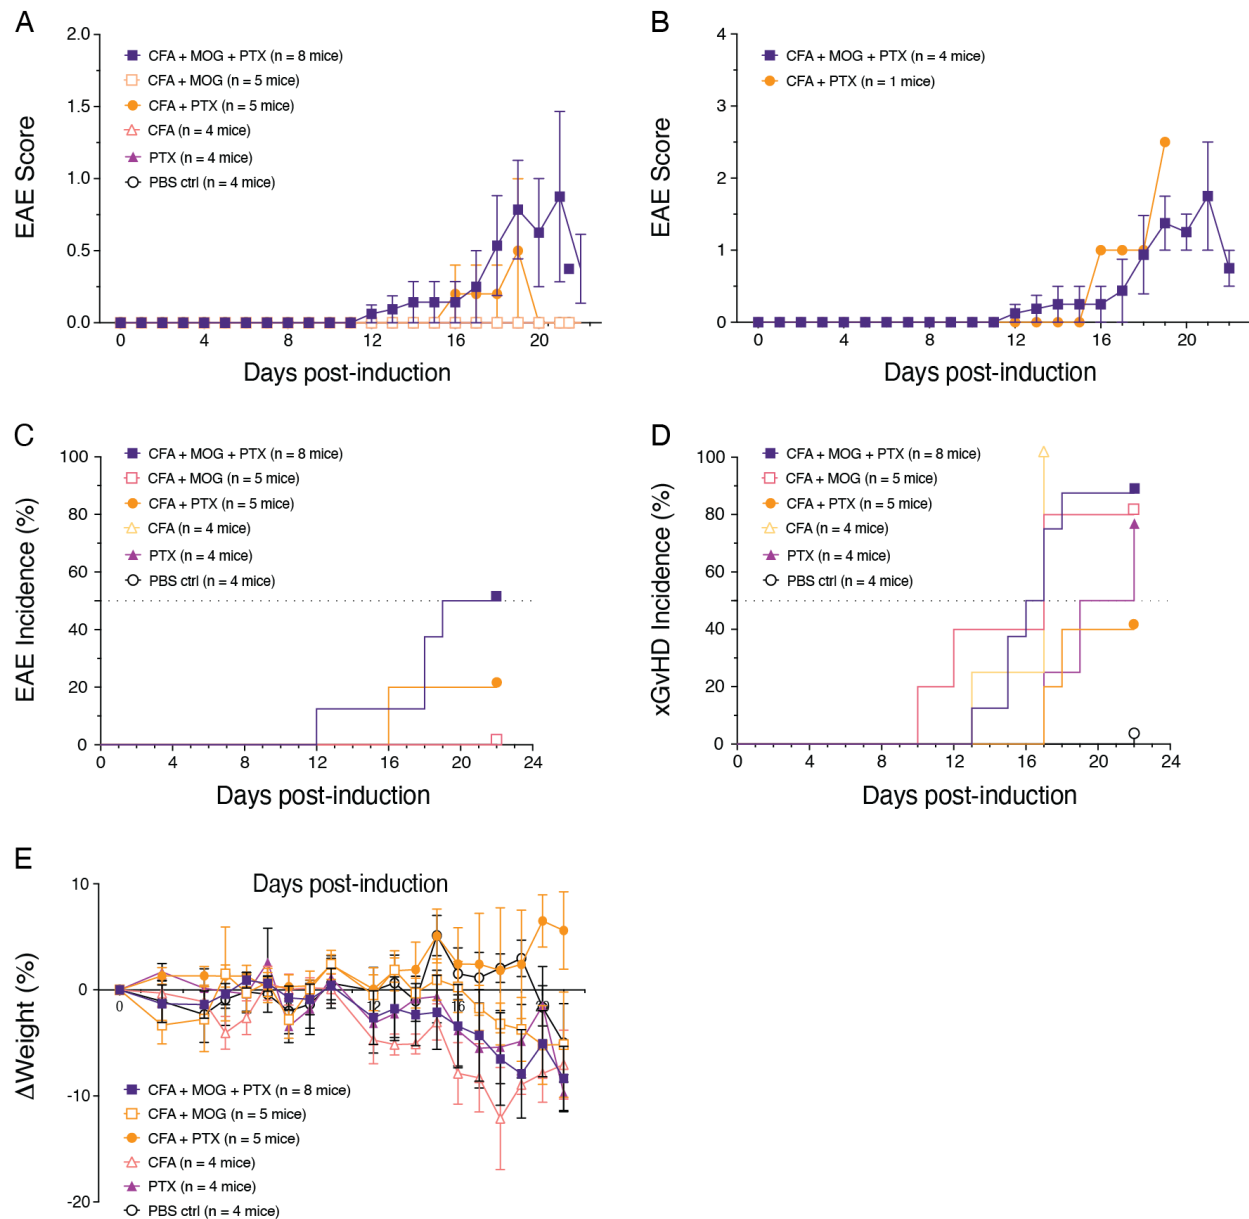 A
2.0
1.5
1.0
0.5
0.0
EAE Score
CFA + MOG + PTX (n = 8 mice)
CFA + MOG (n = 5 mice)
CFA + PTX (n = 5 mice)
CFA (n = 4 mice)
PTX (n = 4 mice)
PBS ctrl (n = 4 mice)
0 4 8 12 16 20
Days post-induction
B
4
3
2
1
0
EAE Score
CFA + MOG + PTX (n = 4 mice)
CFA + PTX (n = 1 mice)
0 4 8 12 16 20
Days post-induction
C
100
80
60
40
20
0
EAE Incidence (%)
CFA + MOG + PTX (n = 8 mice)
CFA + MOG (n = 5 mice)
CFA + PTX (n = 5 mice)
CFA (n = 4 mice)
PTX (n = 4 mice)
PBS ctrl (n = 4 mice)
0 4 8 12 16 20 24
Days post-induction
D
100
80
60
40
20
0
xGvHD Incidence (%)
CFA + MOG + PTX (n = 8 mice)
CFA + MOG (n = 5 mice)
CFA + PTX (n = 5 mice)
CFA (n = 4 mice)
PTX (n = 4 mice)
PBS ctrl (n = 4 mice)
0 4 8 12 16 20 24
Days post-induction
E
Days post-induction
10
0
-10
-20
ΔWeight (%)
0 12 16
CFA + MOG + PTX (n = 8 mice)
CFA + MOG (n = 5 mice)
CFA + PTX (n = 5 mice)
CFA (n = 4 mice)
PTX (n = 4 mice)
PBS ctrl (n = 4 mice)